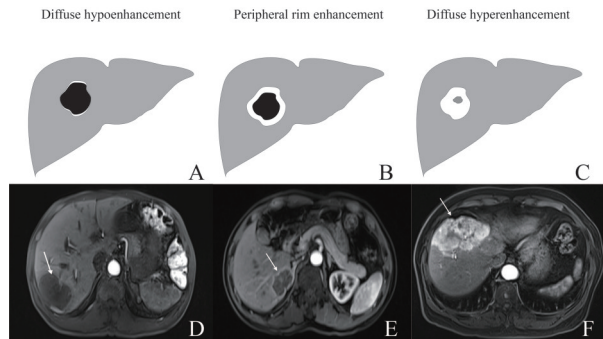 Diffuse hypoenhancement
Peripheral rim enhancement
Diffuse hyperenhancement
A
B
C
D
E
F